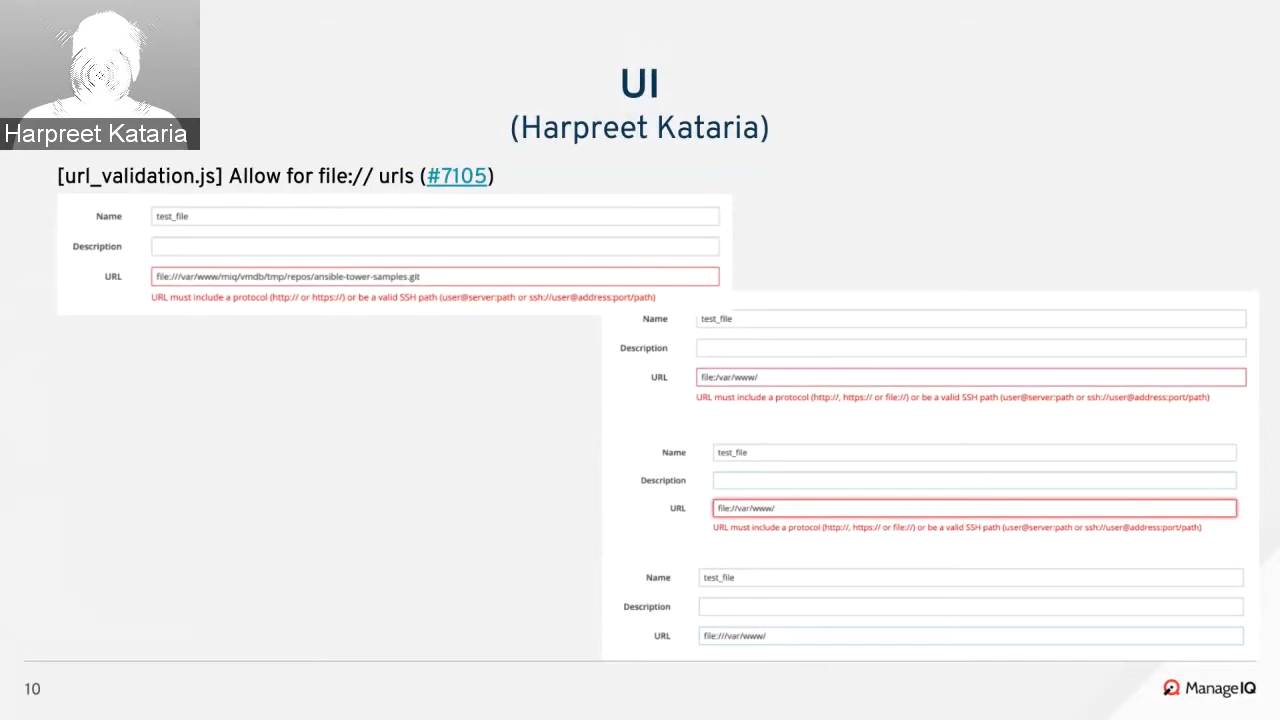 Harpreet Kataria
UI
(Harpreet Kataria)
[url_validation.js] Allow for file:// urls (#7105)
Name test_file
Description
URL file:///var/www/miq/vmdb/tmp/repos/ansible-tower-samples.git
URL must include a protocol (http:// or https://) or be a valid SSH path (user@server:path or ssh://user@address:port/path)
Name test_file
Description
URL file:/var/www/
URL must include a protocol (http://, https:// or file://) or be a valid SSH path (user@server:path or ssh://user@address:port/path)
Name test_file
Description
URL file://var/www/
URL must include a protocol (http://, https:// or file://) or be a valid SSH path (user@server:path or ssh://user@address:port/path)
Name test_file
Description
URL file:///var/www/
10
ManageIQ